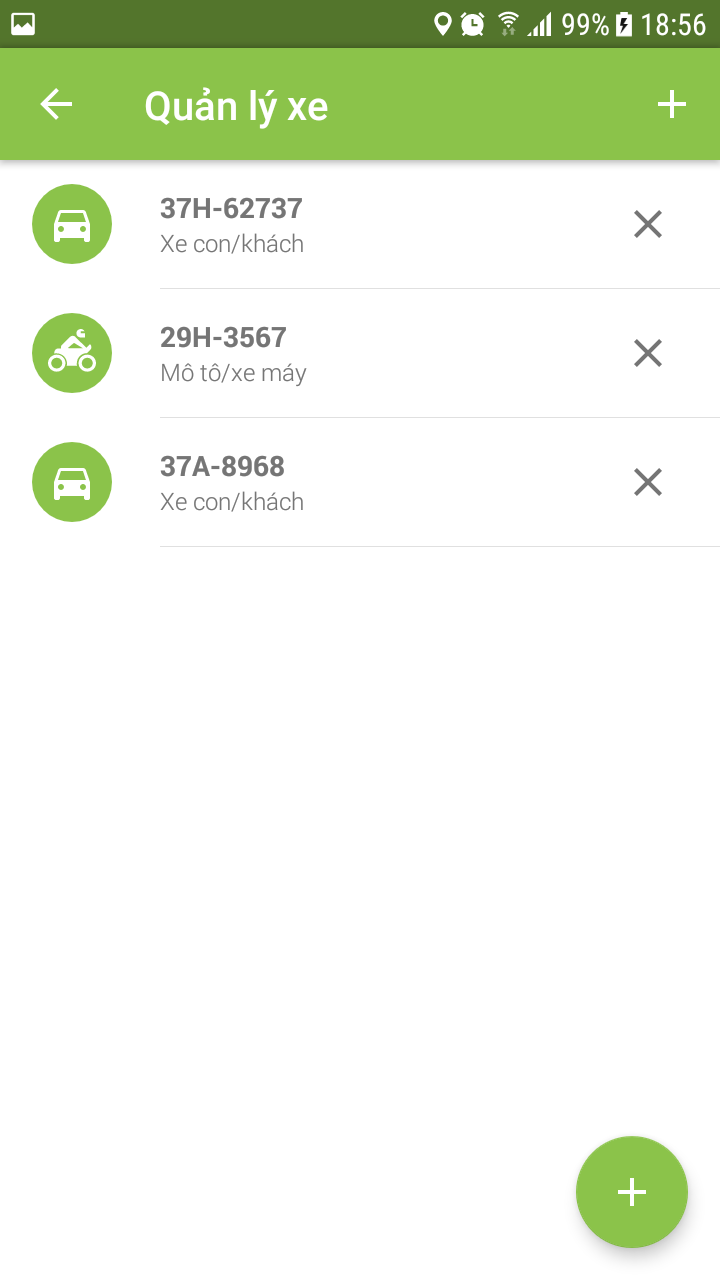 99% 18:56
Quản lý xe
37H-62737
Xe con/khách
29H-3567
Mô tô/xe máy
37A-8968
Xe con/khách